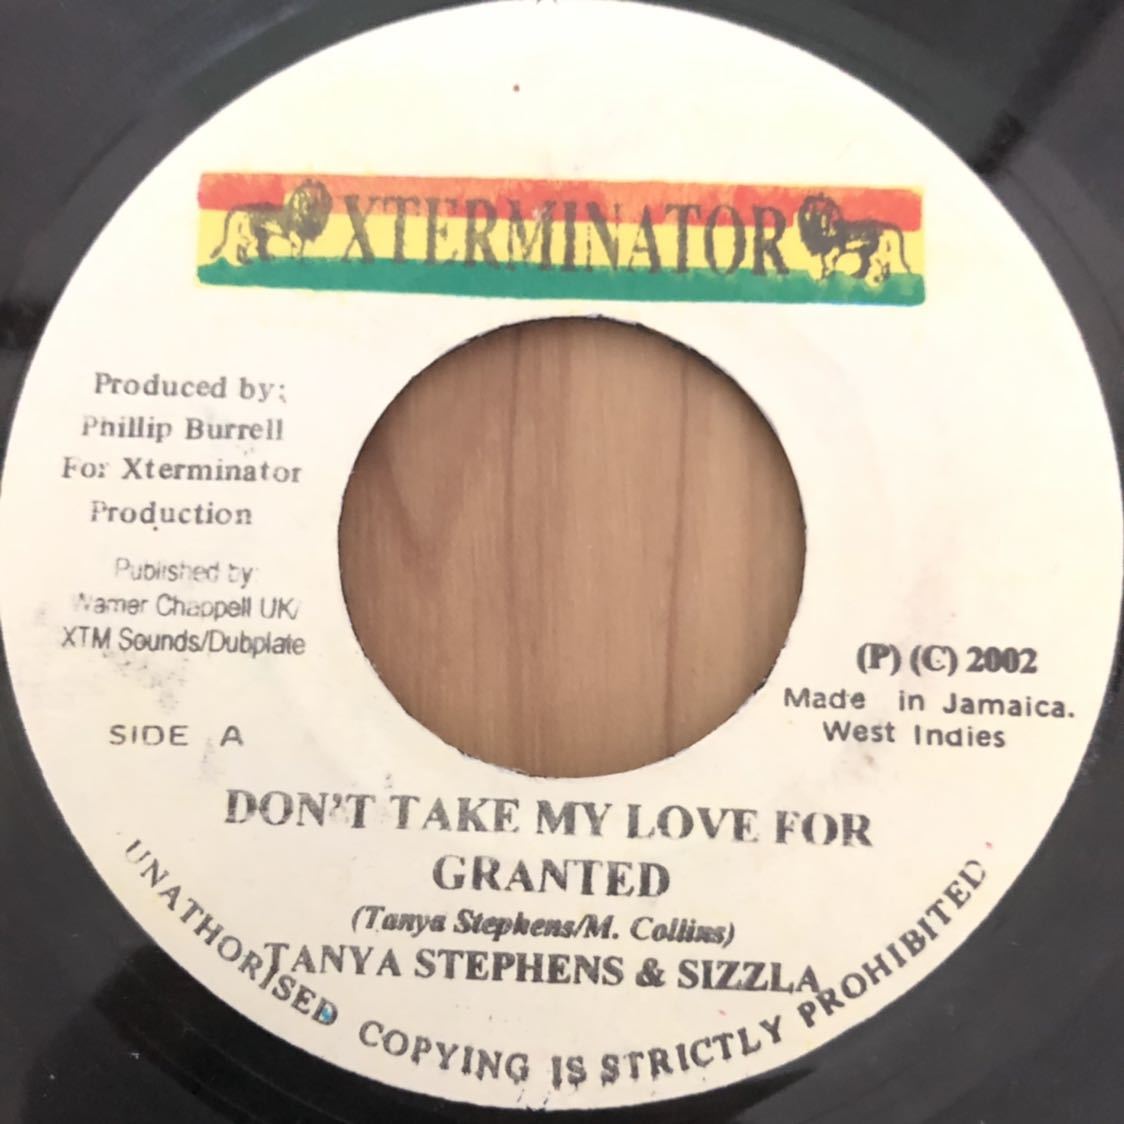 XTERMINATOR
Produced by;
Phillip Burrell
For Xterminator
Production
Published by:
Warner Chappell UK/
XTM Sounds/Dubplate
SIDE A
(P) (C) 2002
Made in Jamaica.
West Indies
DON'T TAKE MY LOVE FOR
GRANTED
(Tanya Stephens/M. Collins)
TANYA STEPHENS & SIZZLA
UNATHORISED COPYING IS STRICTLY PROHIBITED